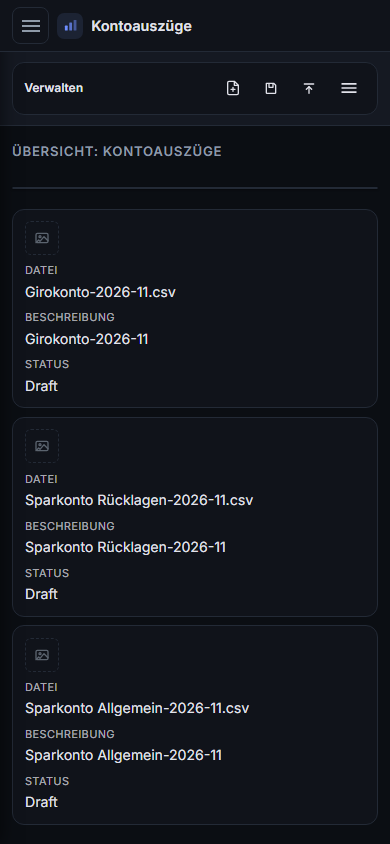 Kontoauszüge
Verwalten
ÜBERSICHT: KONTOAUSZÜGE
DATEI
Girokonto-2026-11.csv
BESCHREIBUNG
Girokonto-2026-11
STATUS
Draft
DATEI
Sparkonto Rücklagen-2026-11.csv
BESCHREIBUNG
Sparkonto Rücklagen-2026-11
STATUS
Draft
DATEI
Sparkonto Allgemein-2026-11.csv
BESCHREIBUNG
Sparkonto Allgemein-2026-11
STATUS
Draft